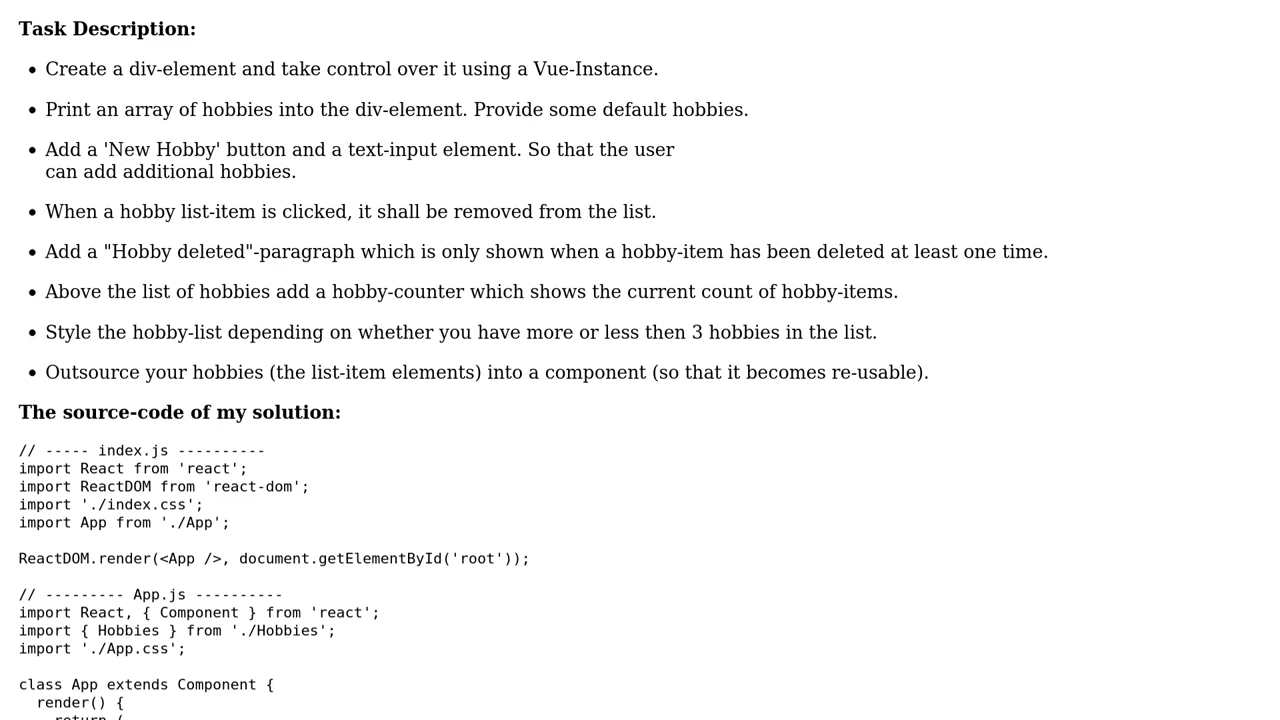 Task Description:
Create a div-element and take control over it using a Vue-Instance.
Print an array of hobbies into the div-element. Provide some default hobbies.
Add a 'New Hobby' button and a text-input element. So that the user
can add additional hobbies.
When a hobby list-item is clicked, it shall be removed from the list.
Add a "Hobby deleted"-paragraph which is only shown when a hobby-item has been deleted at least one time.
Above the list of hobbies add a hobby-counter which shows the current count of hobby-items.
Style the hobby-list depending on whether you have more or less then 3 hobbies in the list.
Outsource your hobbies (the list-item elements) into a component (so that it becomes re-usable).
The source-code of my solution:
// ----- index.js ----------
import React from 'react';
import ReactDOM from 'react-dom';
import './index.css';
import App from './App';
ReactDOM.render(<App />, document.getElementById('root'));
// --------- App.js ----------
import React, { Component } from 'react';
import { Hobbies } from './Hobbies';
import './App.css';
class App extends Component {
render() {
return (